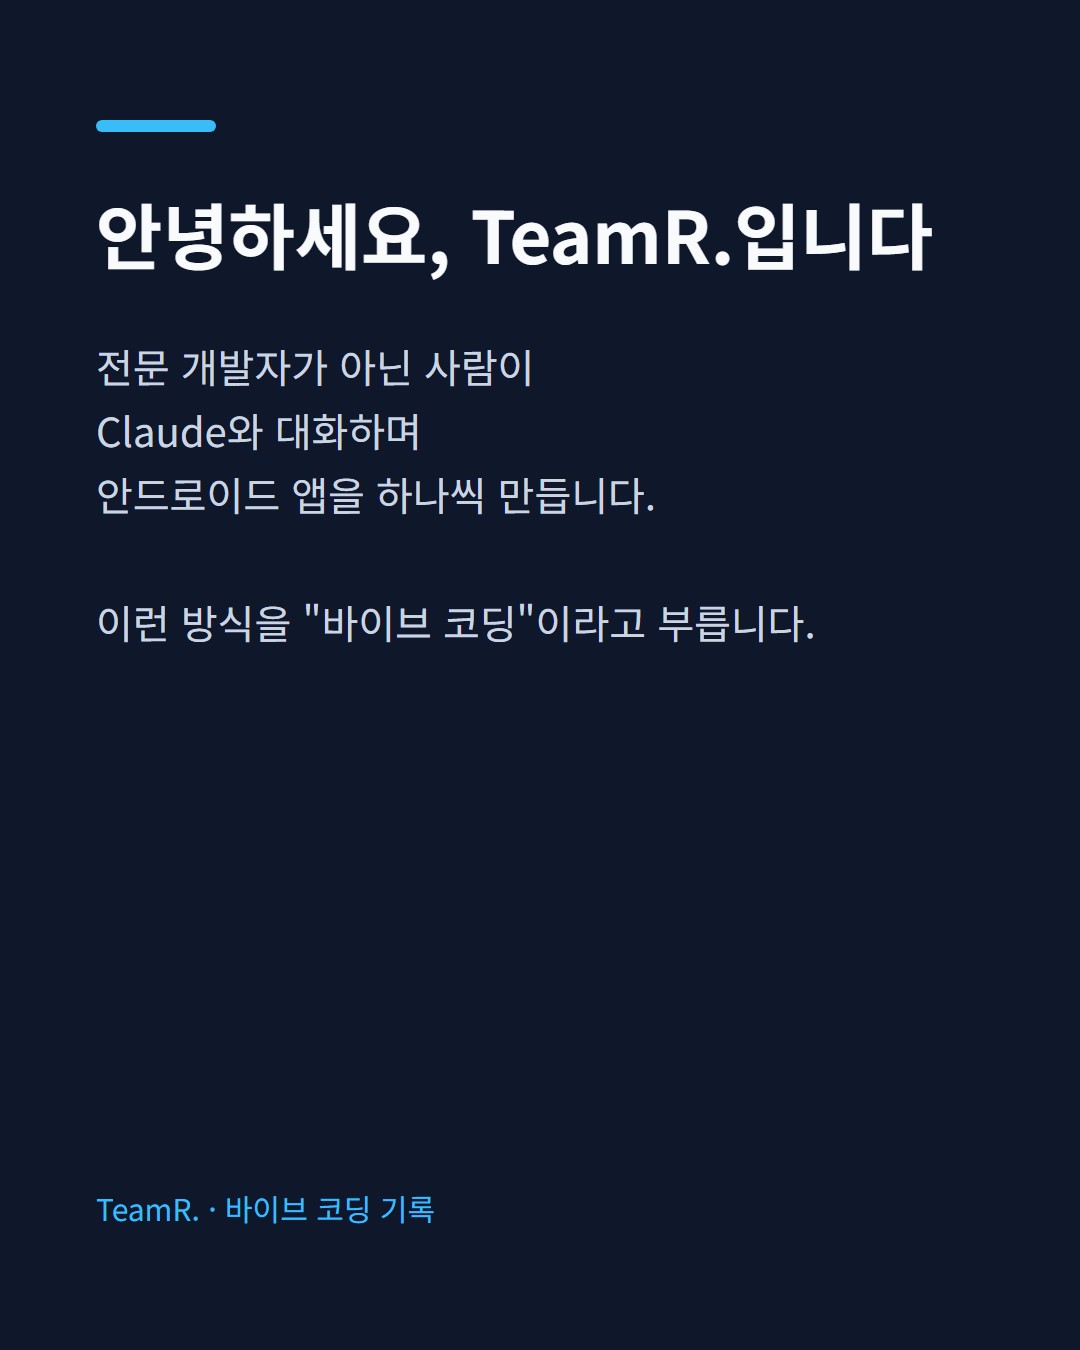 안녕하세요, TeamR.입니다
전문 개발자가 아닌 사람이
Claude와 대화하며
안드로이드 앱을 하나씩 만듭니다.
이런 방식을 "바이브 코딩"이라고 부릅니다.
TeamR. · 바이브 코딩 기록